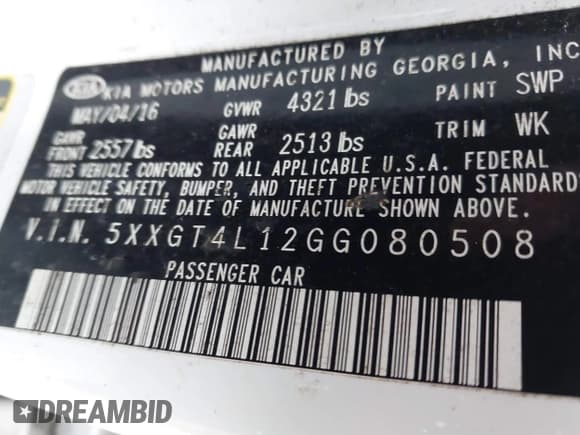 MANUFACTURED BY
KIA KIA MOTORS MANUFACTURING GEORGIA, INC
MAY/04/16 GVWR 4321 lbs PAINT SWP
GAWR FRONT 2557 lbs GAWR REAR 2513 lbs TRIM WK
THIS VEHICLE CONFORMS TO ALL APPLICABLE U.S.A. FEDERAL
MOTOR VEHICLE SAFETY, BUMPER, AND THEFT PREVENTION STANDARDS
IN EFFECT ON THE DATE OF MANUFACTURE SHOWN ABOVE.
V.I.N. 5XXGT4L12GG080508
PASSENGER CAR
DREAMBID